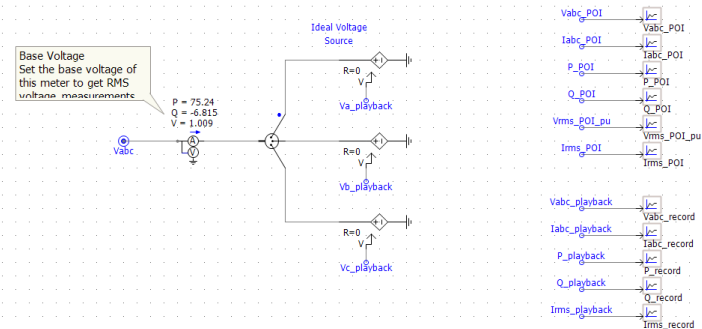 Ideal Voltage
Source
Base Voltage
Set the base voltage of
this meter to get RMS
voltage measurements
P = 75.24
Q = -6.815
V = 1.009
A
V
Vabc
R=0
V
Va_playback
R=0
V
Vb_playback
R=0
V
Vc_playback
Vabc_POI
Vabc_POI
Iabc_POI
Iabc_POI
P_POI
P_POI
Q_POI
Q_POI
Vrms_POI_pu
Vrms_POI_pu
Irms_POI
Irms_POI
Vabc_playback
Vabc_record
Iabc_playback
Iabc_record
P_playback
P_record
Q_playback
Q_record
Irms_playback
Irms_record